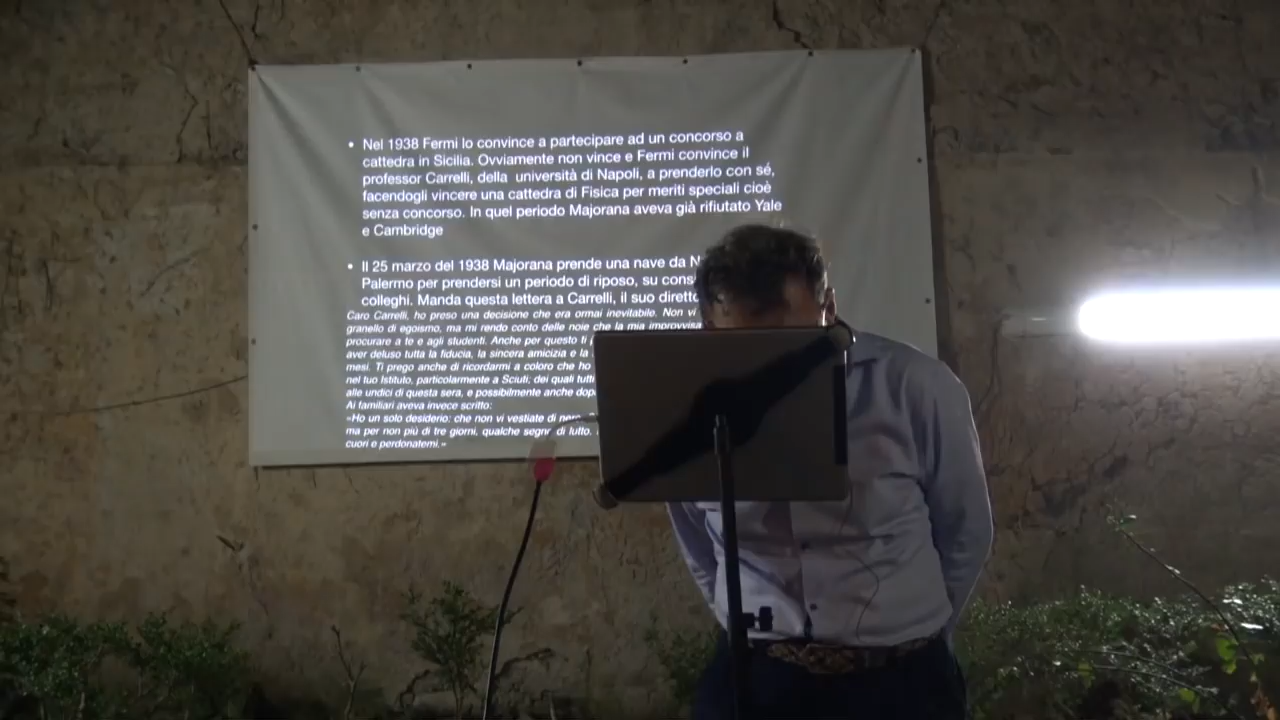 • Nel 1938 Fermi lo convince a partecipare ad un concorso a
cattedra in Sicilia. Ovviamente non vince e Fermi convince il
professor Carrelli, della università di Napoli, a prenderlo con sé,
facendogli vincere una cattedra di Fisica per meriti speciali cioè
senza concorso. In quel periodo Majorana aveva già rifiutato Yale
e Cambridge
• Il 25 marzo del 1938 Majorana prende una nave da N
Palermo per prendersi un periodo di riposo, su cons
colleghi. Manda questa lettera a Carrelli, il suo dirett
Caro Carrelli, ho preso una decisione che era ormai inevitabile. Non vi
granello di egoismo, ma mi rendo conto delle noie che la mia improvvisa
procurare a te e agli studenti. Anche per questo ti
aver deluso tutta la fiducia, la sincera amicizia e la
mesi. Ti prego anche di ricordarmi a coloro che ho
nel tuo Istituto, particolarmente a Sciuti; dei quali tutti
alle undici di questa sera, e possibilmente anche dop
Ai familiari aveva invece scritto:
«Ho un solo desiderio: che non vi vestiate di nero
ma per non più di tre giorni, qualche segno di lutto.
cuori e perdonatemi.»